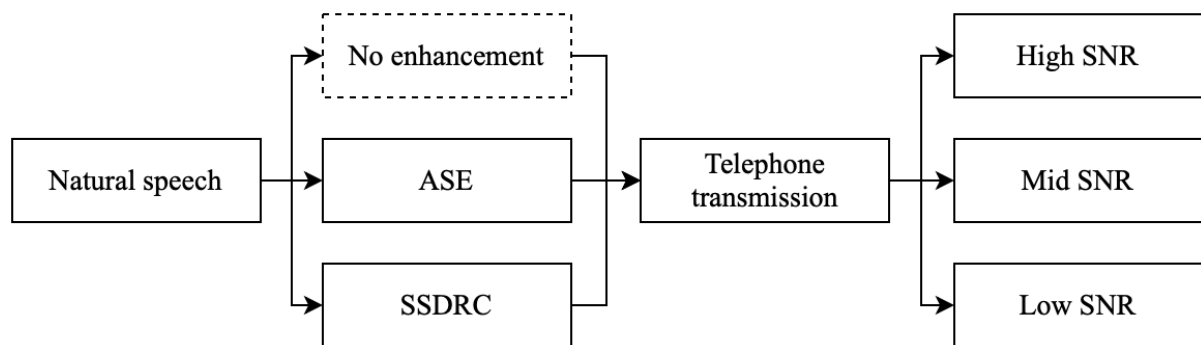 No enhancement
High SNR
Natural speech
ASE
Telephone
transmission
Mid SNR
SSDRC
Low SNR